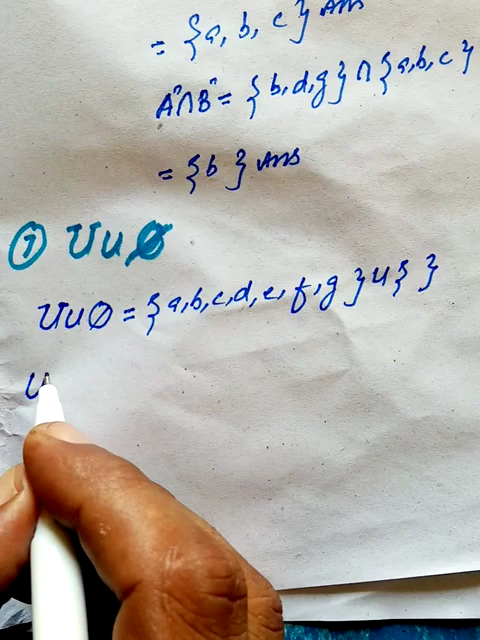 = {a, b, c} Ans
A"∩B" = {b, d, g} ∩ {a, b, c}
= {b} Ans
⑦ U∪Ø
U∪Ø = {a, b, c, d, e, f, g} ∪ { }
U